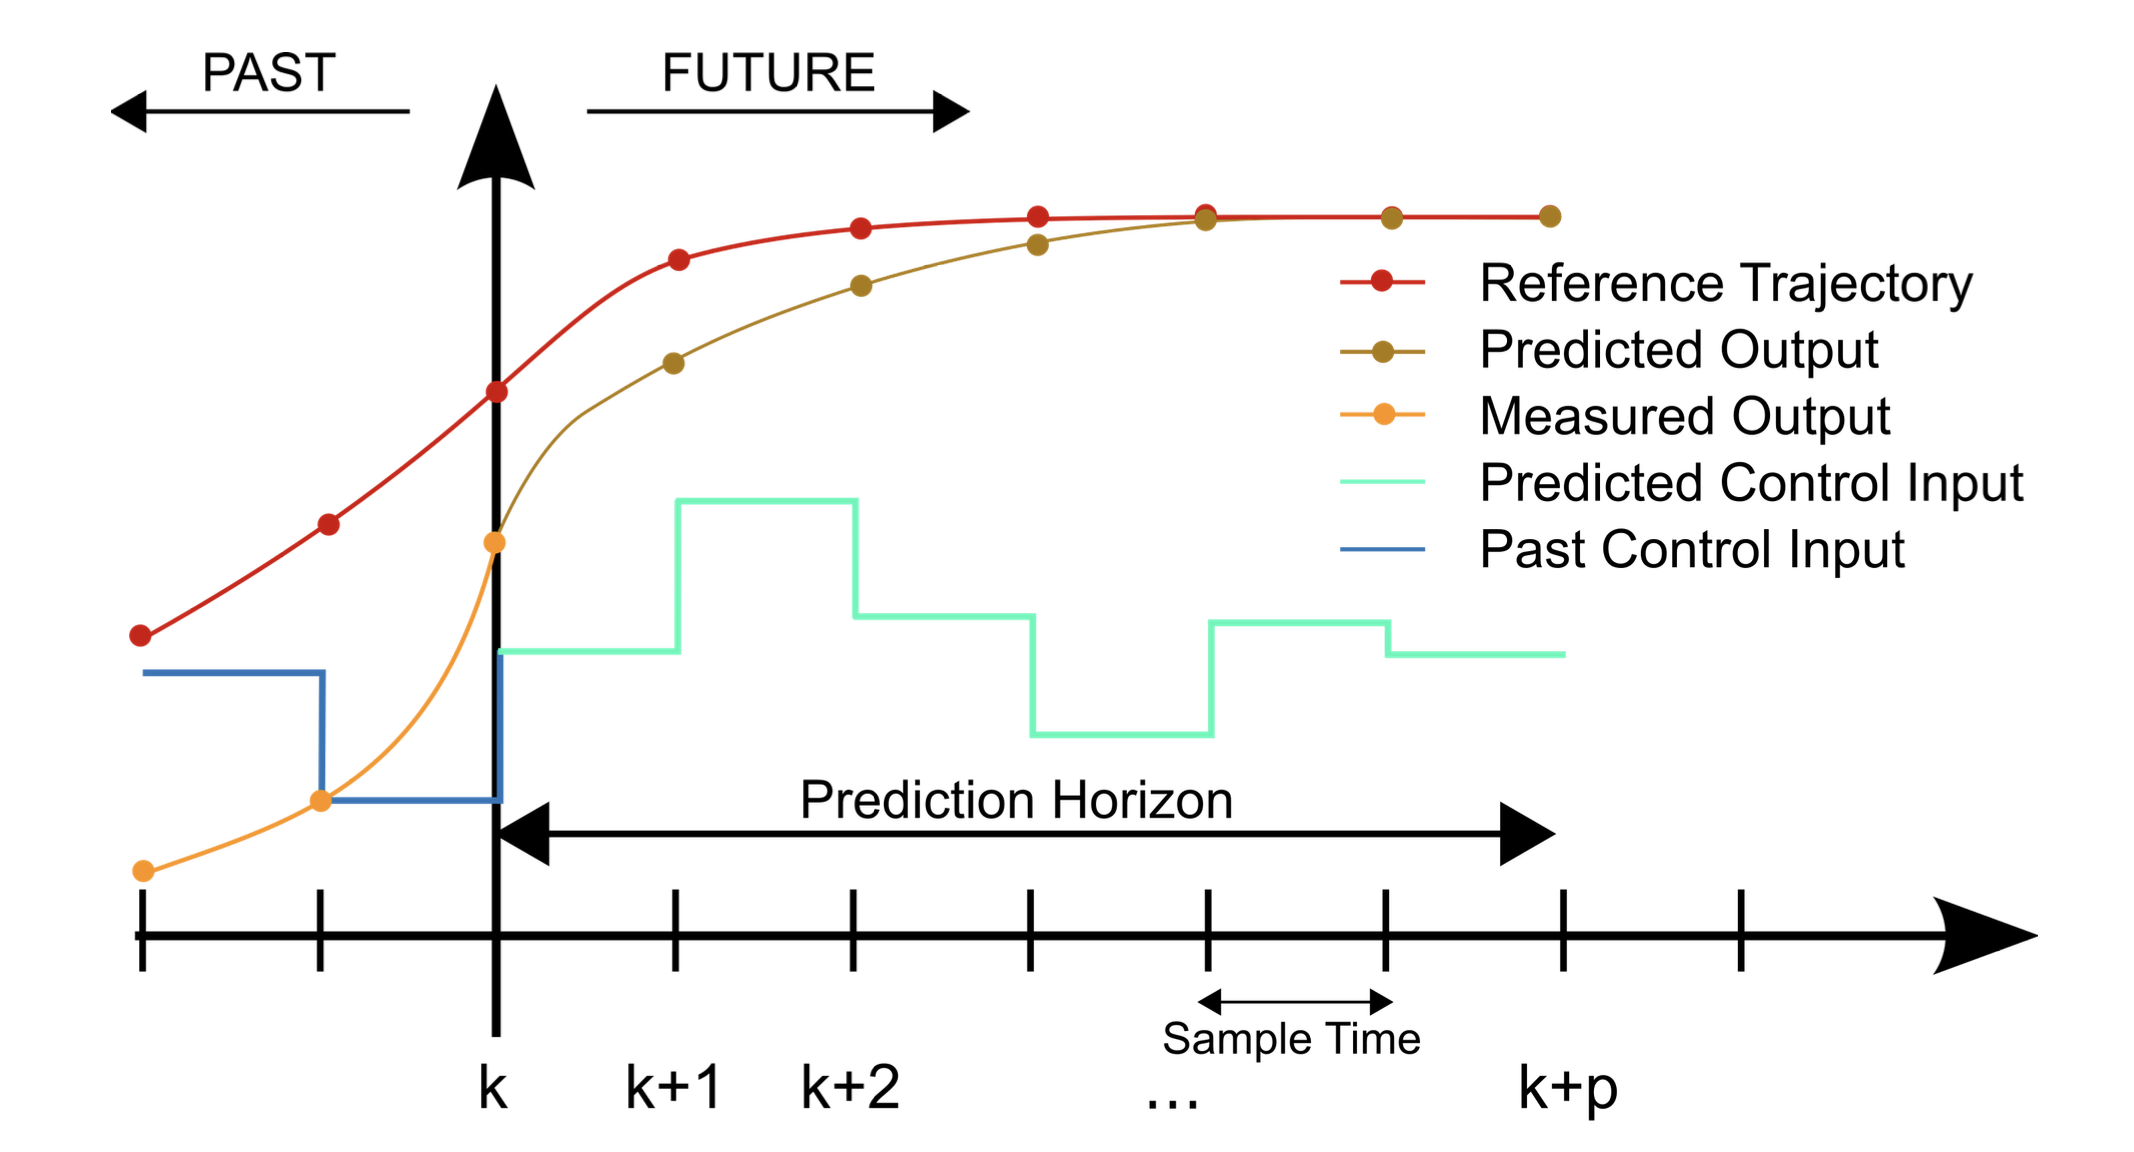 PAST
FUTURE
Reference Trajectory
Predicted Output
Measured Output
Predicted Control Input
Past Control Input
Prediction Horizon
Sample Time
k
k+1
k+2
...
k+p